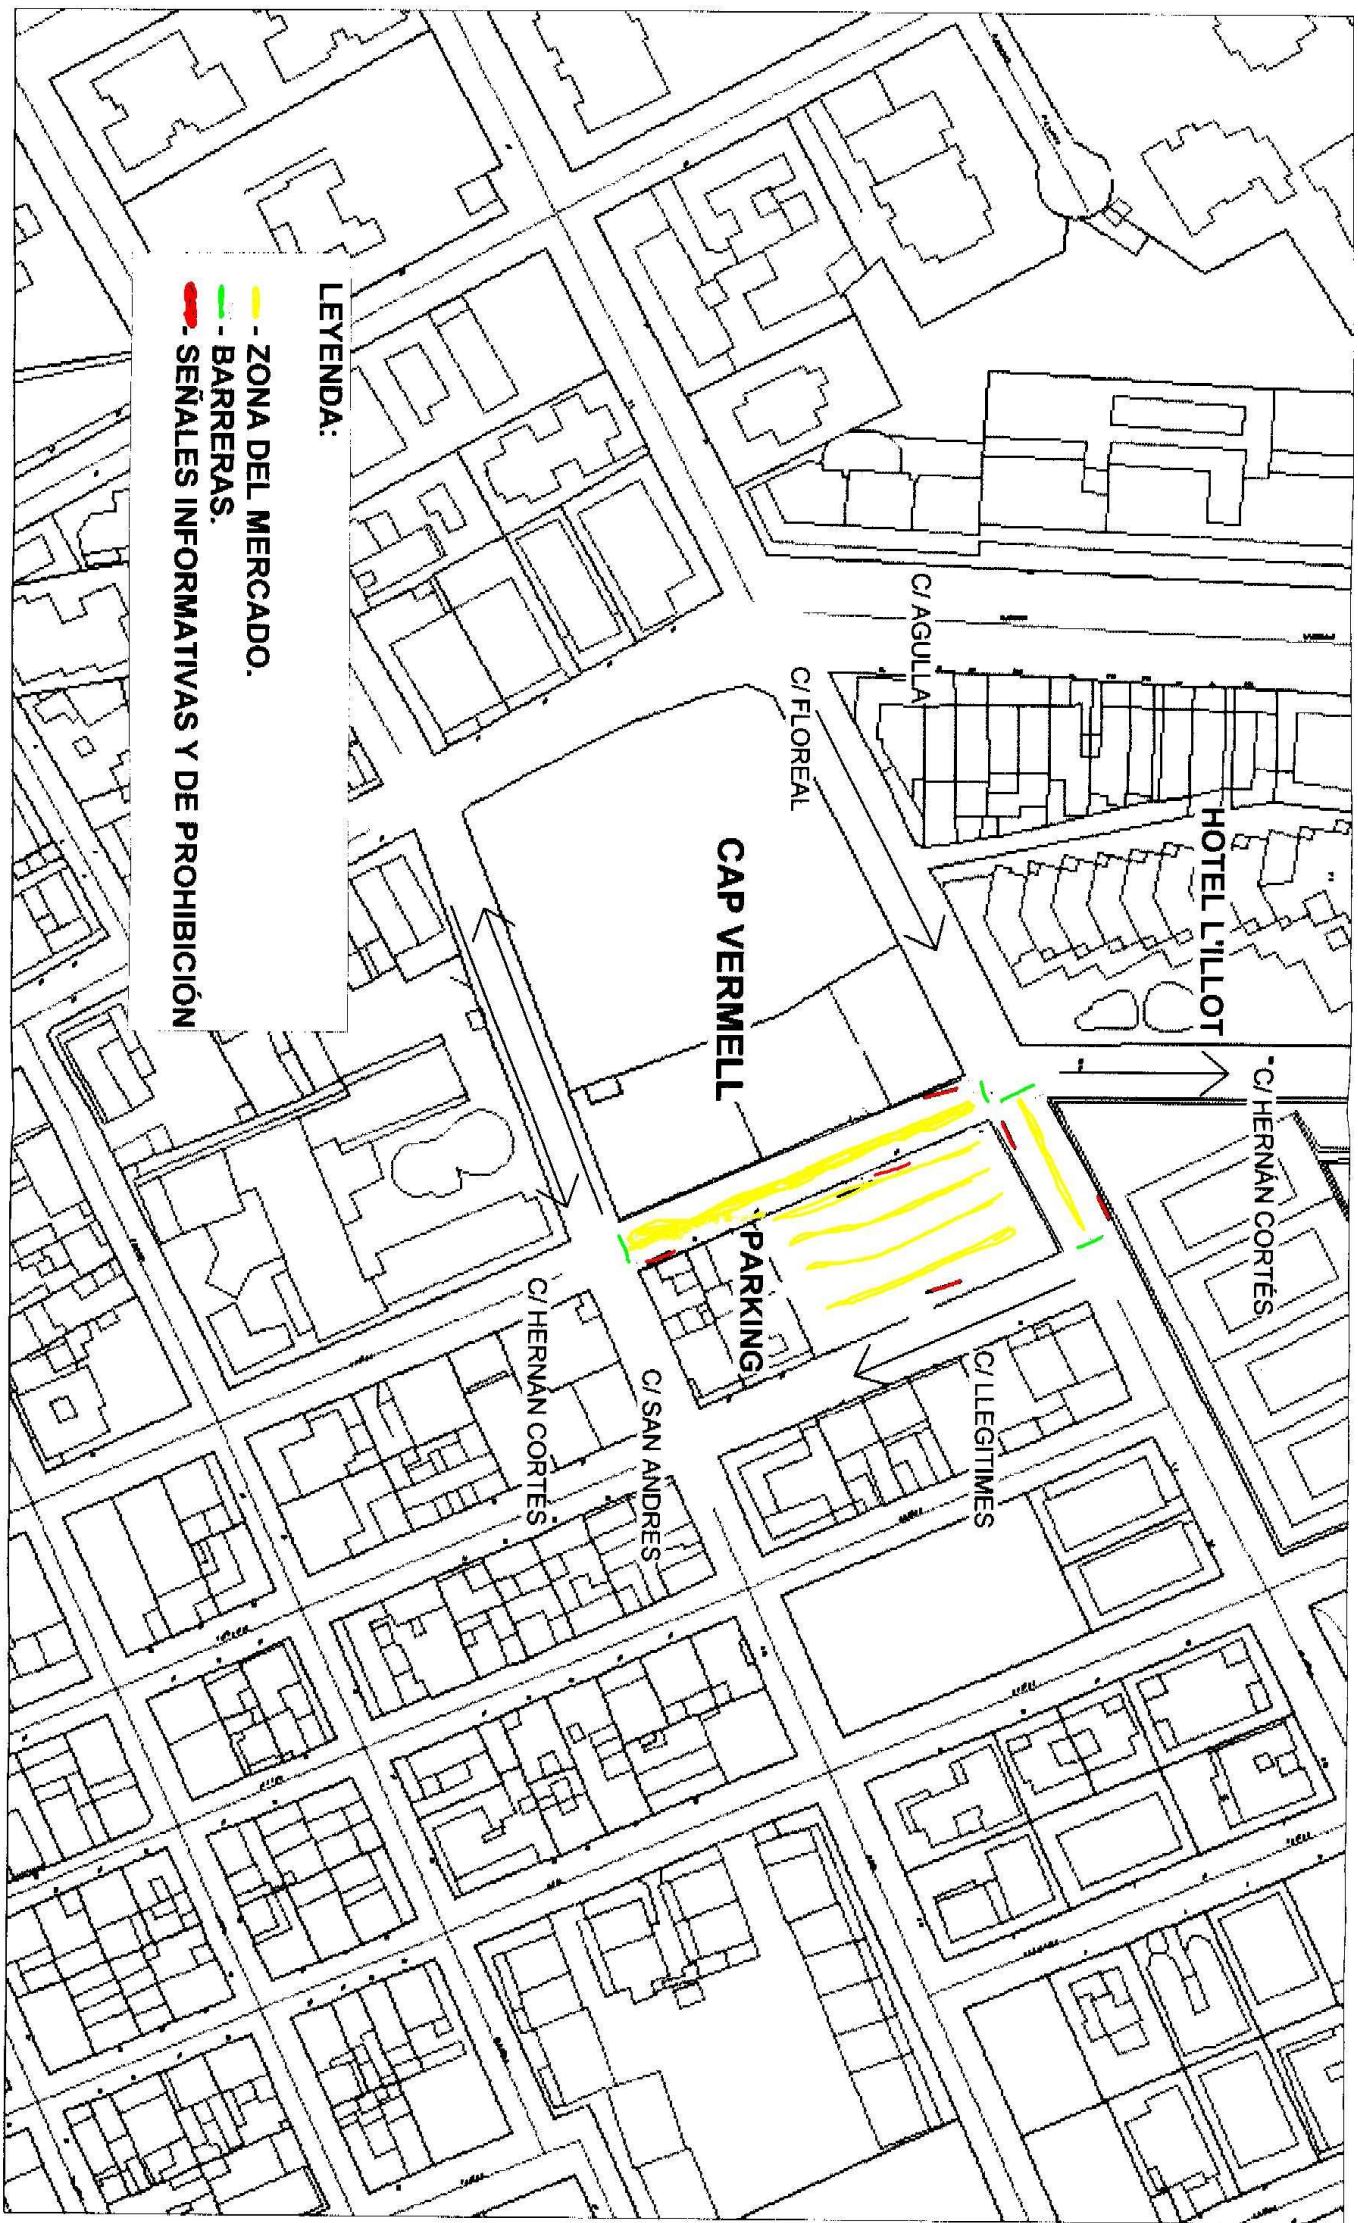 "C/ HERNÁN CORTÉS
HOTEL L'ILLOT
C/ AGULLA
C/ FLOREAL
C/ LLEGITIMES
CAP VERMELL
PARKING
C/ SAN ANDRES
C/ HERNÁN CORTES
LEYENDA:
- ZONA DEL MERCADO.
- BARRERAS.
- SEÑALES INFORMATIVAS Y DE PROHIBICIÓN